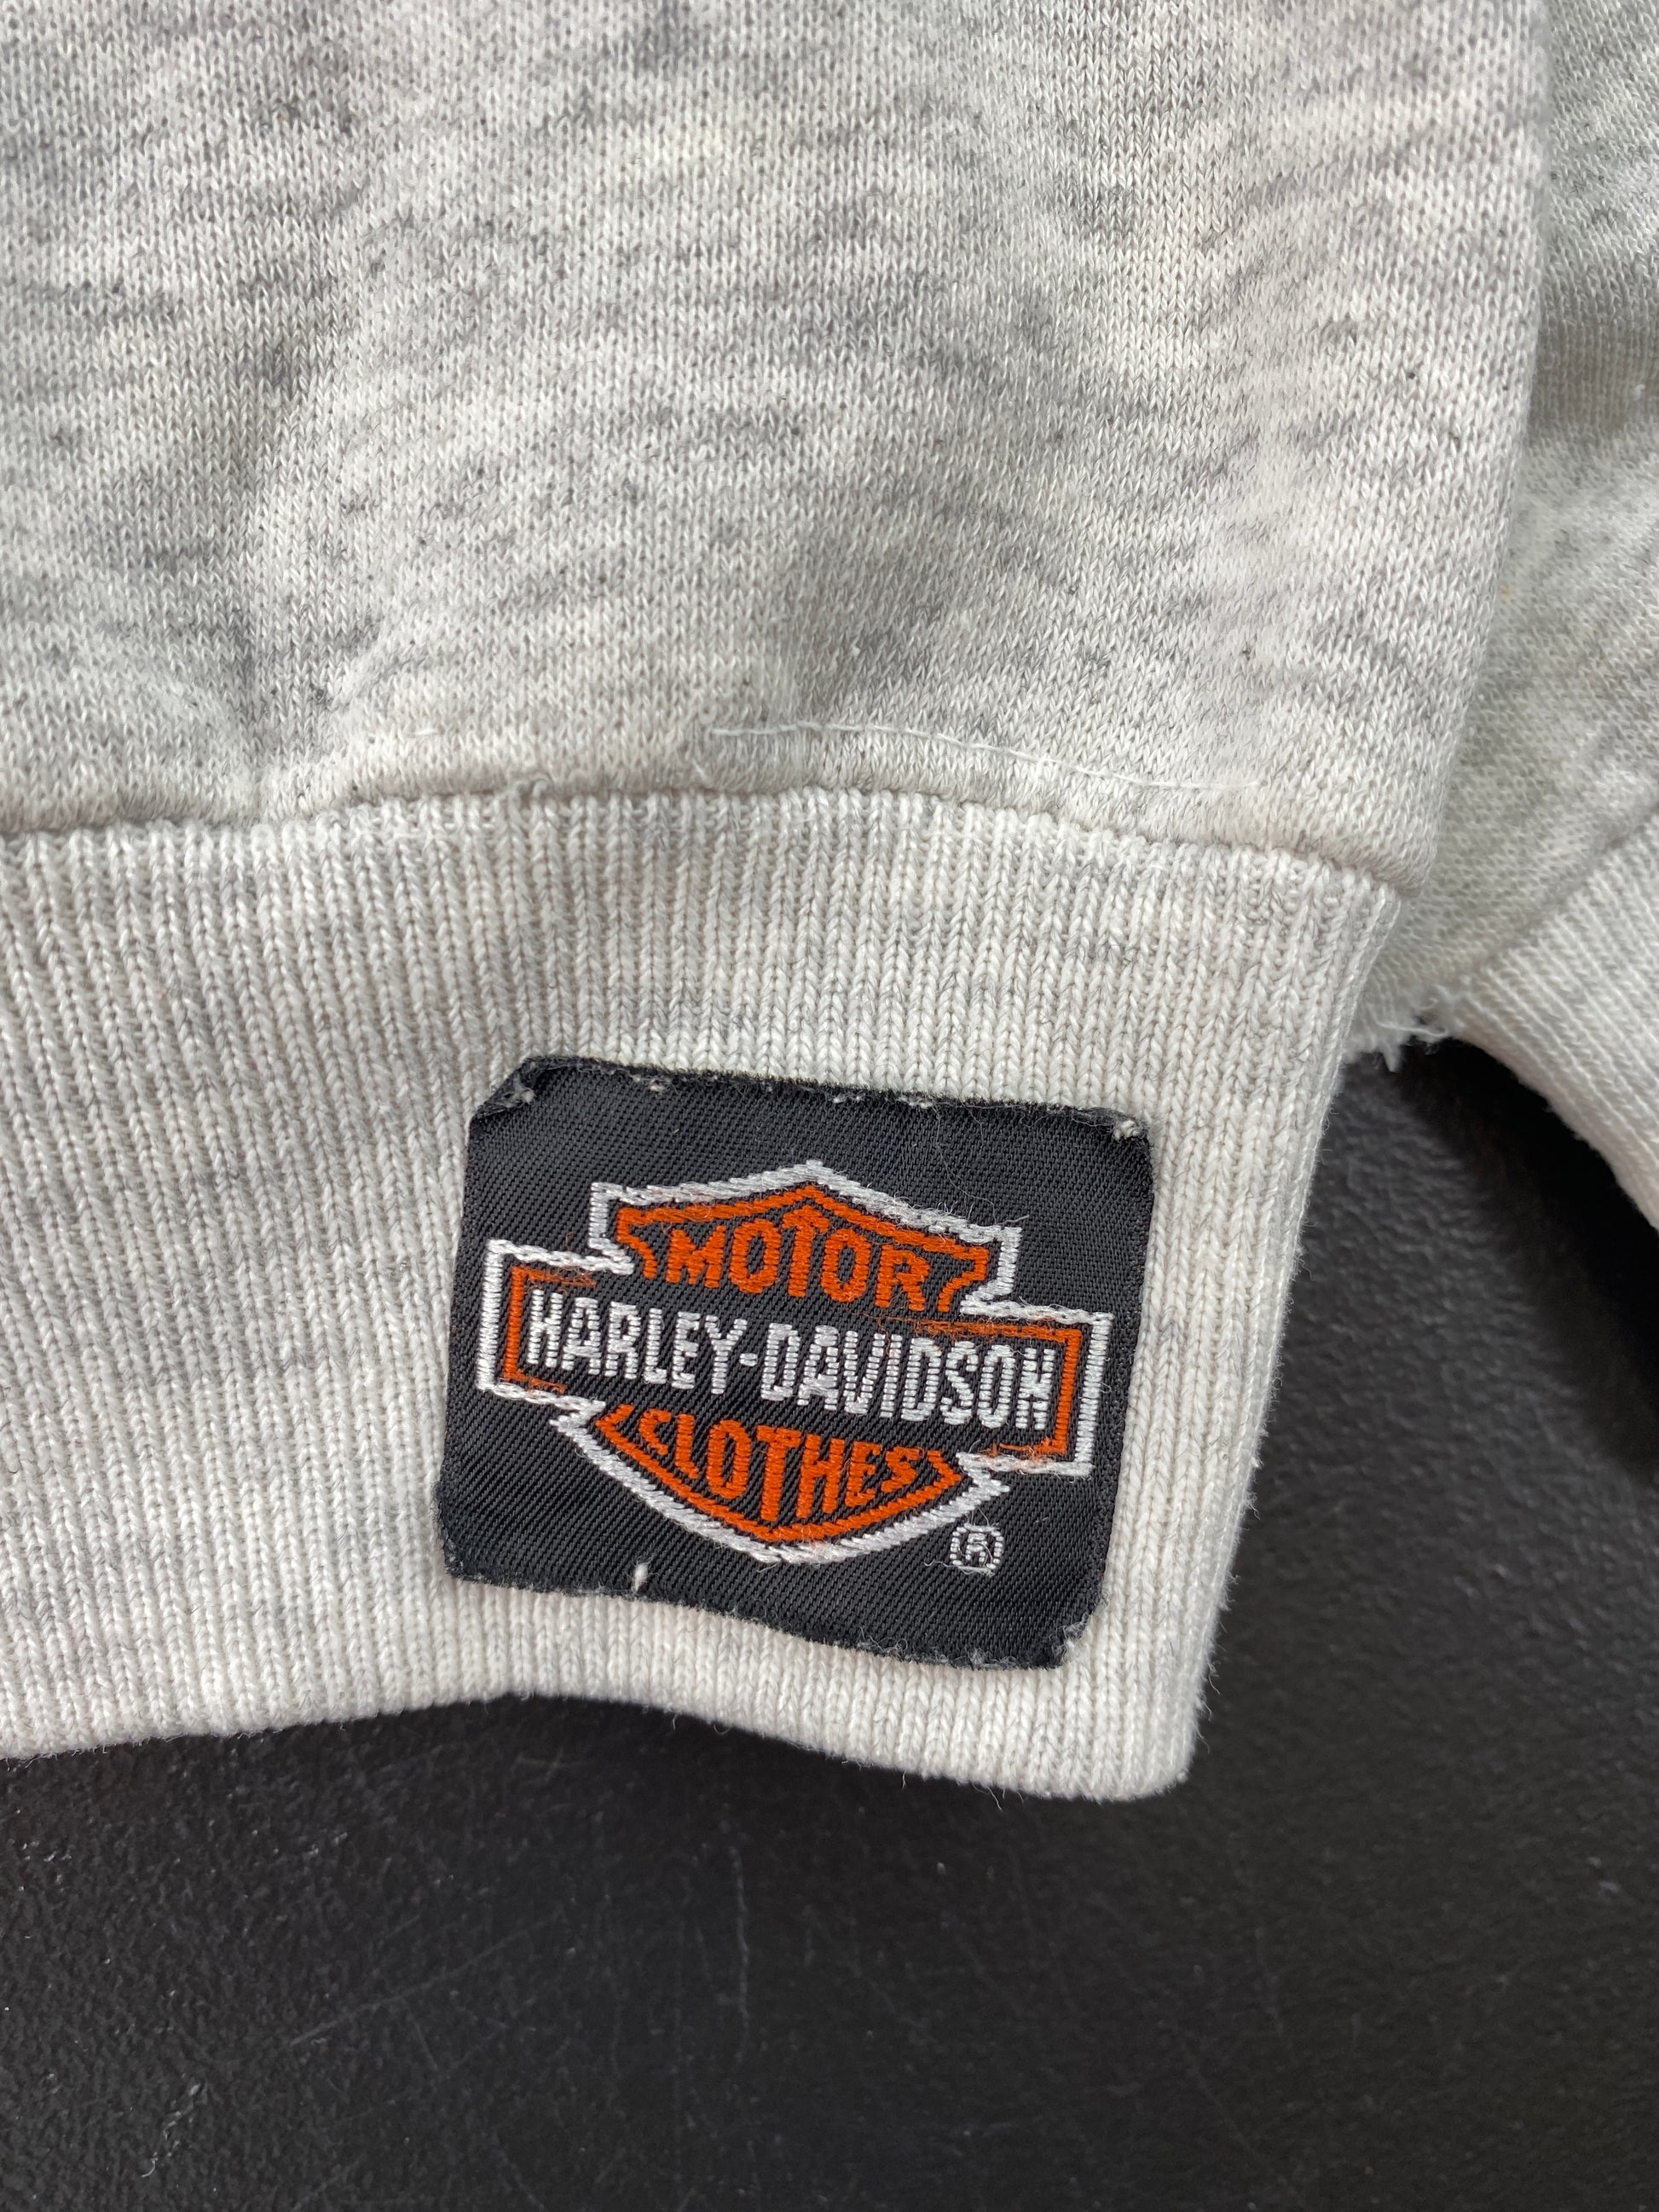 MOTOR
HARLEY-DAVIDSON
CLOTHES
®